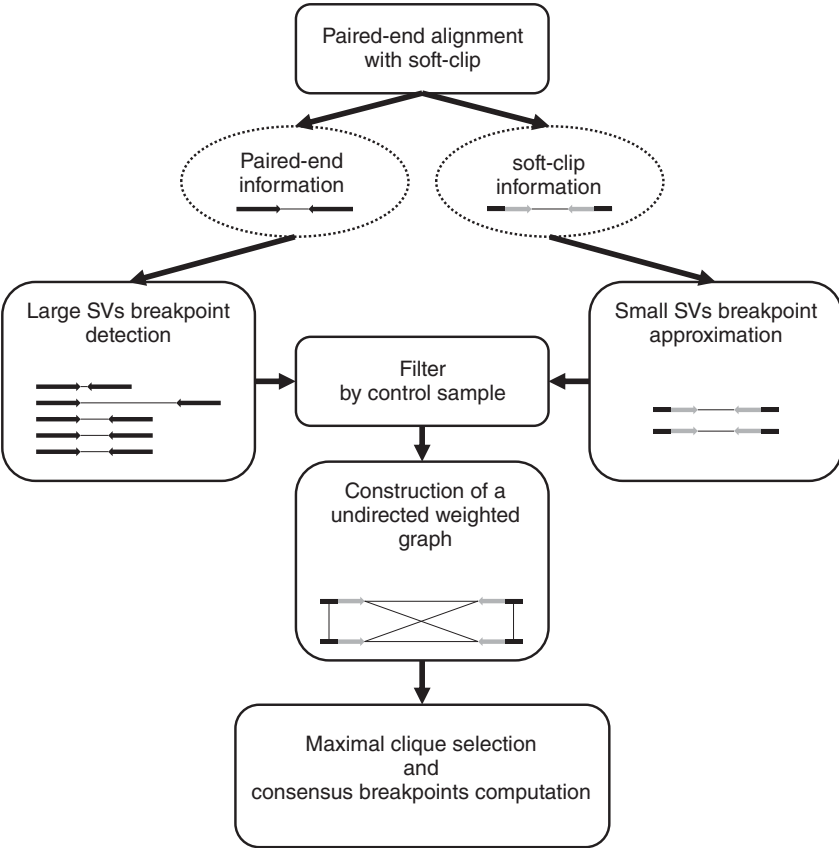 Paired-end alignment
with soft-clip
Paired-end
information
soft-clip
information
Large SVs breakpoint
detection
Small SVs breakpoint
approximation
Filter
by control sample
Construction of a
undirected weighted
graph
Maximal clique selection
and
consensus breakpoints computation